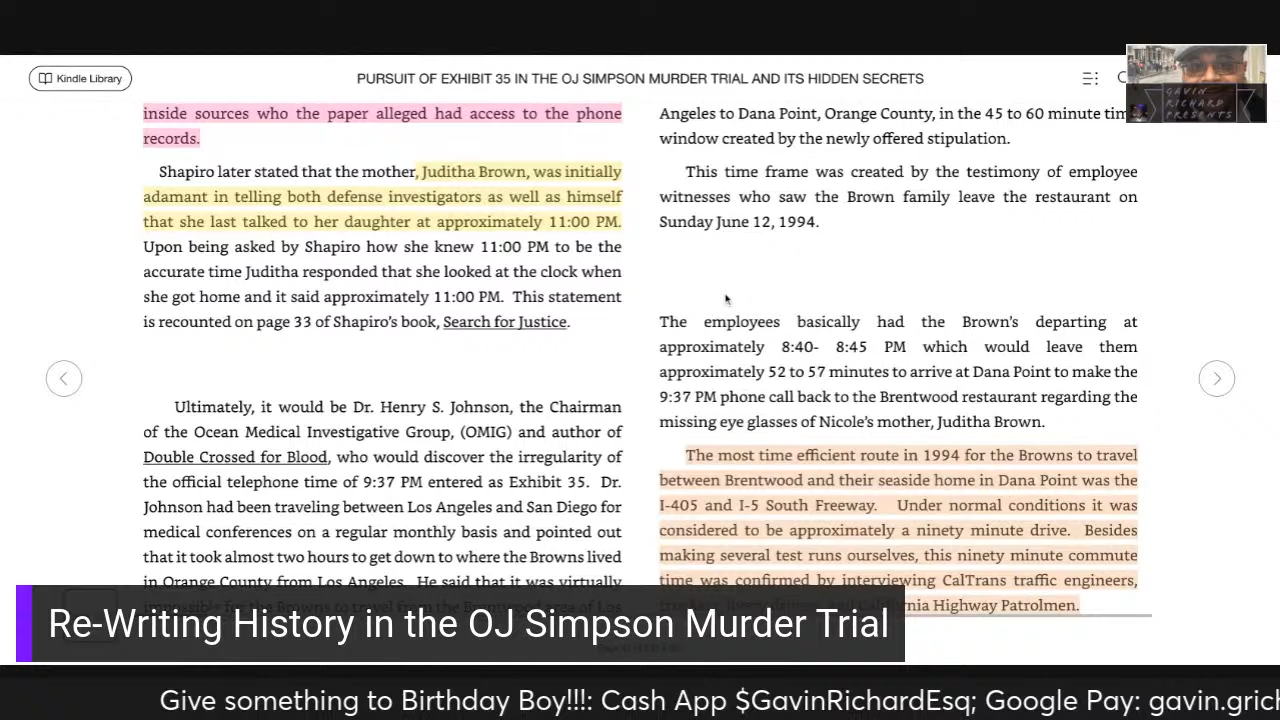 Kindle Library
PURSUIT OF EXHIBIT 35 IN THE OJ SIMPSON MURDER TRIAL AND ITS HIDDEN SECRETS
GAVIN
RICHARD
PRESENTS
inside sources who the paper alleged had access to the phone
records.
Shapiro later stated that the mother, Juditha Brown, was initially
adamant in telling both defense investigators as well as himself
that she last talked to her daughter at approximately 11:00 PM.
Upon being asked by Shapiro how she knew 11:00 PM to be the
accurate time Juditha responded that she looked at the clock when
she got home and it said approximately 11:00 PM. This statement
is recounted on page 33 of Shapiro's book, Search for Justice.
Ultimately, it would be Dr. Henry S. Johnson, the Chairman
of the Ocean Medical Investigative Group, (OMIG) and author of
Double Crossed for Blood, who would discover the irregularity of
the official telephone time of 9:37 PM entered as Exhibit 35. Dr.
Johnson had been traveling between Los Angeles and San Diego for
medical conferences on a regular monthly basis and pointed out
that it took almost two hours to get down to where the Browns lived
in Orange County from Los Angeles. He said that it was virtually
impossible for the Browns to travel from the Brentwood area of Los
Angeles to Dana Point, Orange County, in the 45 to 60 minute
window created by the newly offered stipulation.
This time frame was created by the testimony of employee
witnesses who saw the Brown family leave the restaurant on
Sunday June 12, 1994.
The employees basically had the Brown's departing at
approximately 8:40- 8:45 PM which would leave them
approximately 52 to 57 minutes to arrive at Dana Point to make the
9:37 PM phone call back to the Brentwood restaurant regarding the
missing eye glasses of Nicole's mother, Juditha Brown.
The most time efficient route in 1994 for the Browns to travel
between Brentwood and their seaside home in Dana Point was the
I-405 and I-5 South Freeway. Under normal conditions it was
considered to be approximately a ninety minute drive. Besides
making several test runs ourselves, this ninety minute commute
time was confirmed by interviewing CalTrans traffic engineers,
Highway Patrolmen.
Re-Writing History in the OJ Simpson Murder Trial
Give something to Birthday Boy!!!: Cash App $GavinRichardEsq; Google Pay: gavin.gric